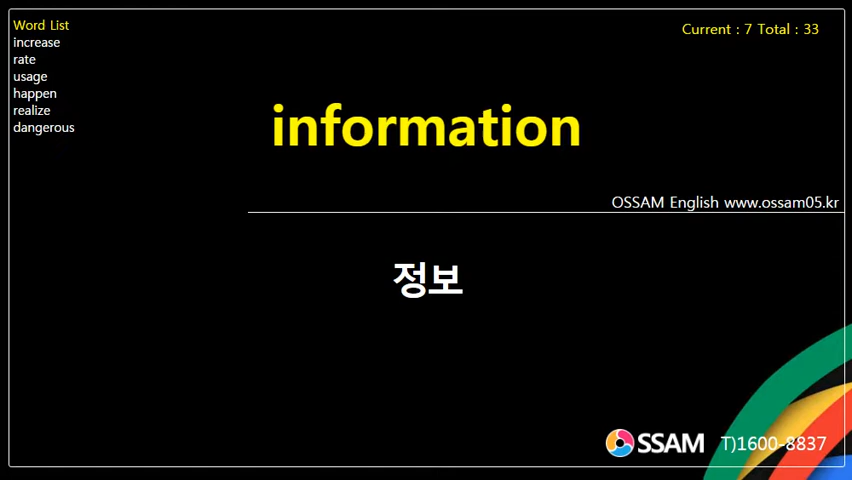 Word List
increase
rate
usage
happen
realize
dangerous
Current : 7 Total : 33
information
OSSAM English www.ossam05.kr
정보
OSSAM T)1600-8837